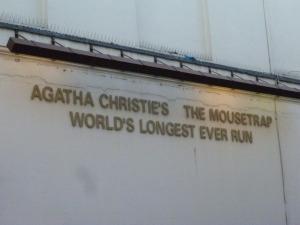 AGATHA CHRISTIE'S THE MOUSETRAP
WORLD'S LONGEST EVER RUN